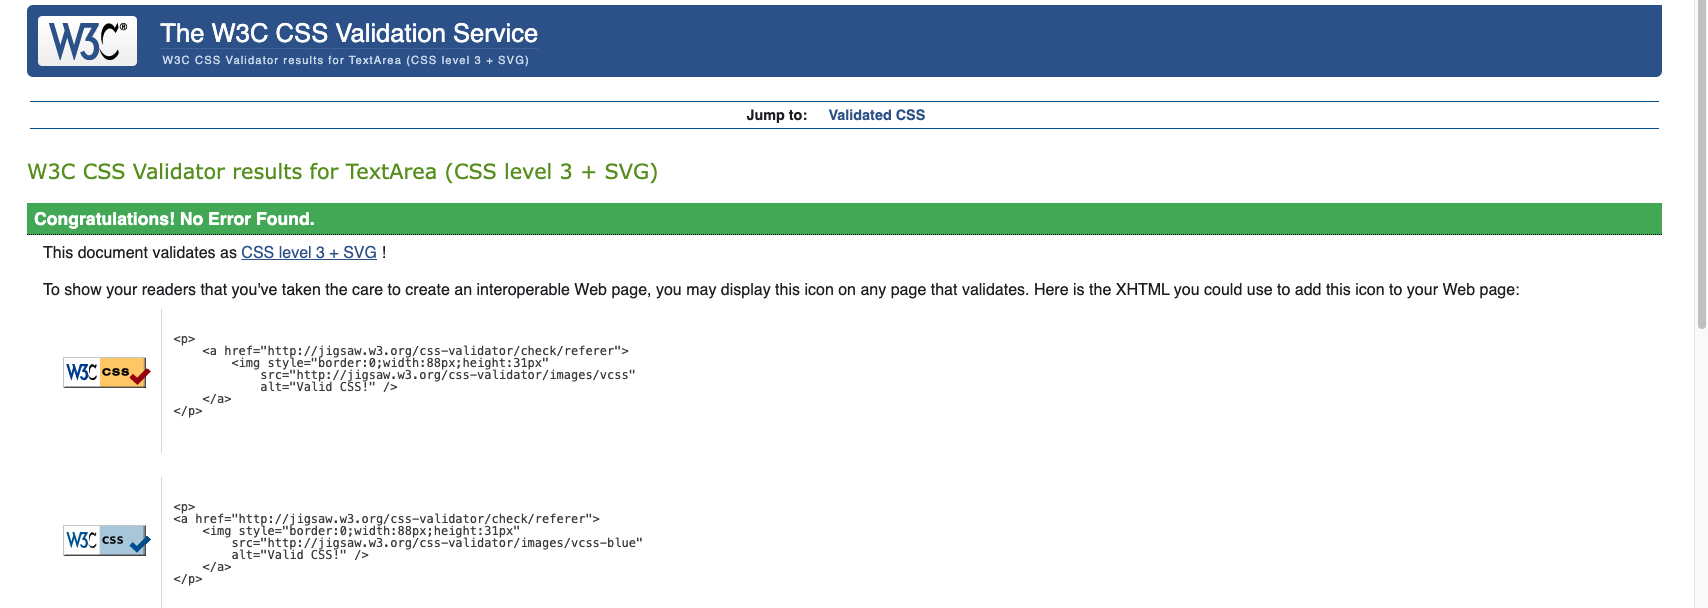 W3C®
The W3C CSS Validation Service
W3C CSS Validator results for TextArea (CSS level 3 + SVG)
Jump to: Validated CSS
W3C CSS Validator results for TextArea (CSS level 3 + SVG)
Congratulations! No Error Found.
This document validates as CSS level 3 + SVG !
To show your readers that you've taken the care to create an interoperable Web page, you may display this icon on any page that validates. Here is the XHTML you could use to add this icon to your Web page:
W3C css
<p>
    <a href="http://jigsaw.w3.org/css-validator/check/referer">
        <img style="border:0;width:88px;height:31px"
            src="http://jigsaw.w3.org/css-validator/images/vcss"
            alt="Valid CSS!" />
    </a>
</p>
W3C css
<p>
<a href="http://jigsaw.w3.org/css-validator/check/referer">
    <img style="border:0;width:88px;height:31px"
        src="http://jigsaw.w3.org/css-validator/images/vcss-blue"
        alt="Valid CSS!" />
    </a>
</p>